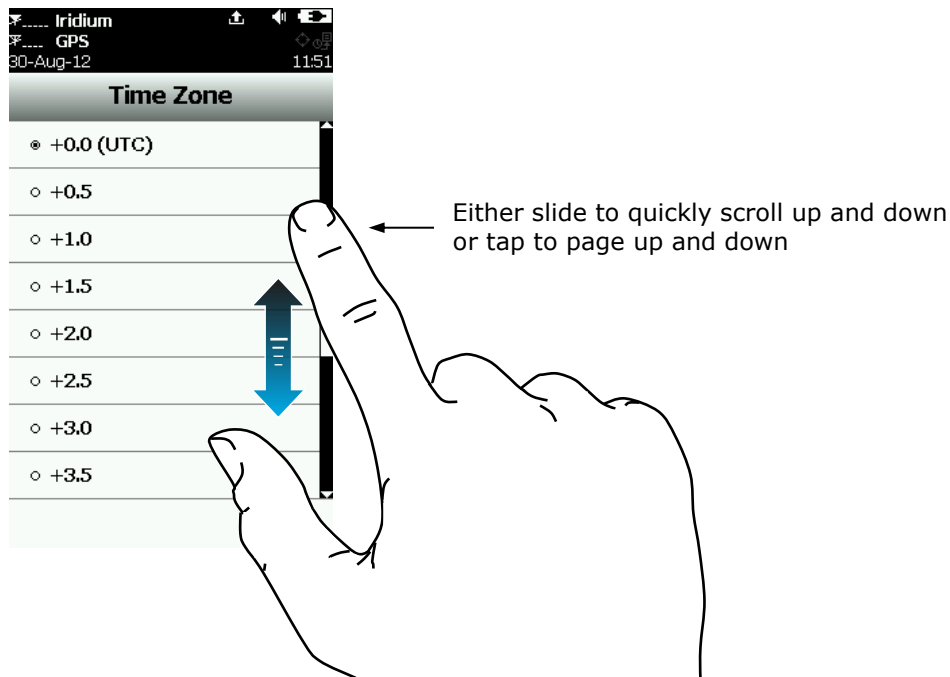 Iridium
GPS
30-Aug-12 11:51
Time Zone
+0.0 (UTC)
+0.5
+1.0
+1.5
+2.0
+2.5
+3.0
+3.5
Either slide to quickly scroll up and down
or tap to page up and down